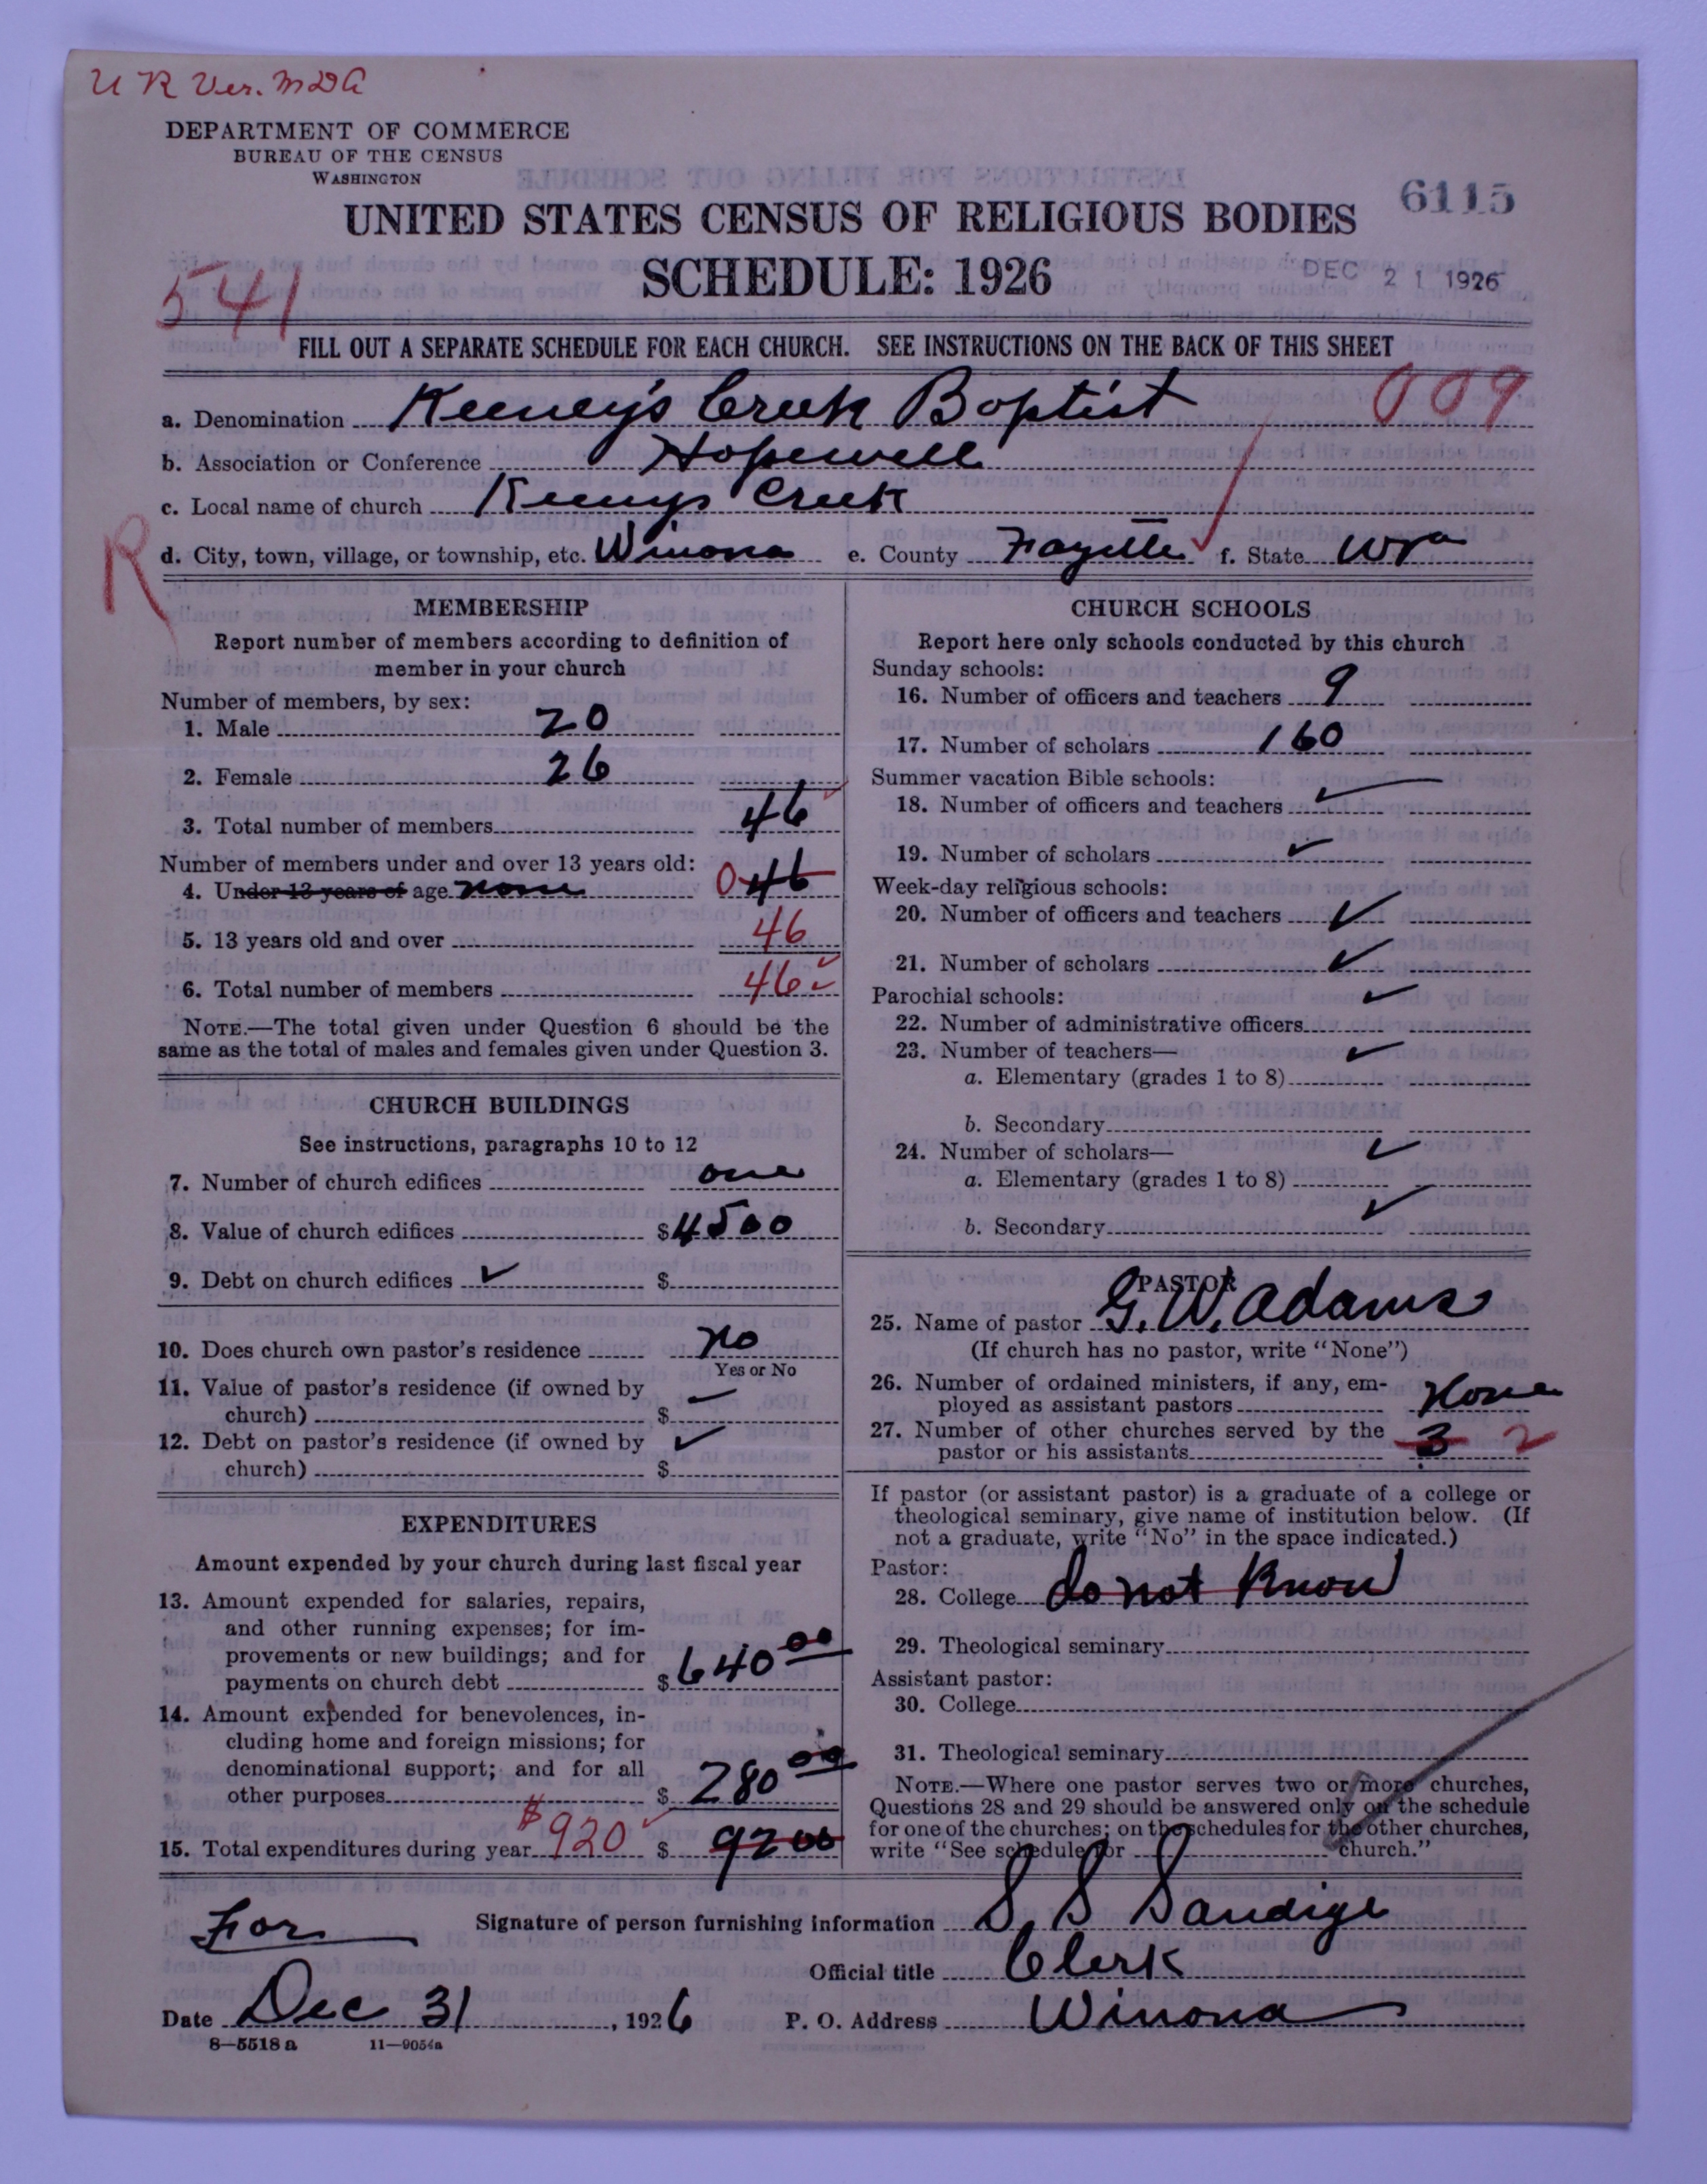 U R Ver. MDA
DEPARTMENT OF COMMERCE
BUREAU OF THE CENSUS
WASHINGTON
6115
UNITED STATES CENSUS OF RELIGIOUS BODIES
SCHEDULE: 1926
DEC 21 1926
541
FILL OUT A SEPARATE SCHEDULE FOR EACH CHURCH. SEE INSTRUCTIONS ON THE BACK OF THIS SHEET
a. Denomination Keeney's Creek Baptist 009
b. Association or Conference Hopewell
c. Local name of church Keenys Creek
R
d. City, town, village, or township, etc. Winona e. County Fayette f. State W Va
MEMBERSHIP
Report number of members according to definition of
member in your church
Number of members, by sex:
1. Male 20
2. Female 26
3. Total number of members 46
Number of members under and over 13 years old:
4. Under 13 years of age none 0 46
5. 13 years old and over 46
6. Total number of members 46
NOTE.—The total given under Question 6 should be the
same as the total of males and females given under Question 3.
CHURCH BUILDINGS
See instructions, paragraphs 10 to 12
7. Number of church edifices one
8. Value of church edifices $4500
9. Debt on church edifices ✓ $
10. Does church own pastor's residence no
Yes or No
11. Value of pastor's residence (if owned by ✓
church) $
12. Debt on pastor's residence (if owned by ✓
church) $
EXPENDITURES
Amount expended by your church during last fiscal year
13. Amount expended for salaries, repairs,
and other running expenses; for im-
provements or new buildings; and for
payments on church debt $640 00
14. Amount expended for benevolences, in-
cluding home and foreign missions; for
denominational support; and for all
other purposes $280 00
15. Total expenditures during year $920 $ 92000
CHURCH SCHOOLS
Report here only schools conducted by this church
Sunday schools:
16. Number of officers and teachers 9
17. Number of scholars 160
Summer vacation Bible schools:
18. Number of officers and teachers ✓
19. Number of scholars ✓
Week-day religious schools:
20. Number of officers and teachers ✓
21. Number of scholars ✓
Parochial schools: ✓
22. Number of administrative officers
23. Number of teachers— ✓
a. Elementary (grades 1 to 8)
b. Secondary
24. Number of scholars— ✓
a. Elementary (grades 1 to 8)
b. Secondary ✓
PASTOR
25. Name of pastor G. W. Adams
(If church has no pastor, write "None")
26. Number of ordained ministers, if any, em-
ployed as assistant pastors None
27. Number of other churches served by the
pastor or his assistants 3 2
If pastor (or assistant pastor) is a graduate of a college or
theological seminary, give name of institution below. (If
not a graduate, write "No" in the space indicated.)
Pastor:
28. College do not know
29. Theological seminary
Assistant pastor:
30. College
31. Theological seminary
NOTE.—Where one pastor serves two or more churches,
Questions 28 and 29 should be answered only on the schedule
for one of the churches; on the schedules for the other churches,
write "See schedule for church."
For
Signature of person furnishing information S. S. Sandige
Official title Clerk
Date Dec 31, 1926 P. O. Address Winona
8—5518 a 11—9054a